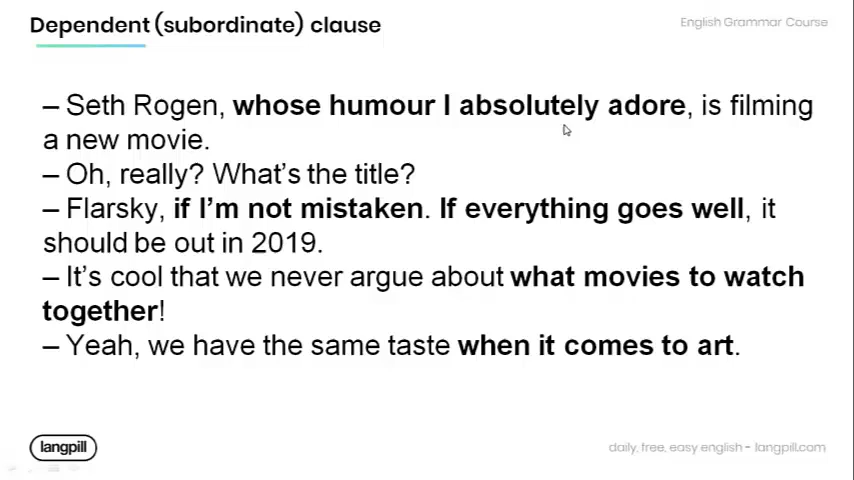 Dependent (subordinate) clause
English Grammar Course
– Seth Rogen, whose humour I absolutely adore, is filming
a new movie.
– Oh, really? What's the title?
– Flarsky, if I'm not mistaken. If everything goes well, it
should be out in 2019.
– It's cool that we never argue about what movies to watch
together!
– Yeah, we have the same taste when it comes to art.
langpill
daily, free, easy english - langpill.com